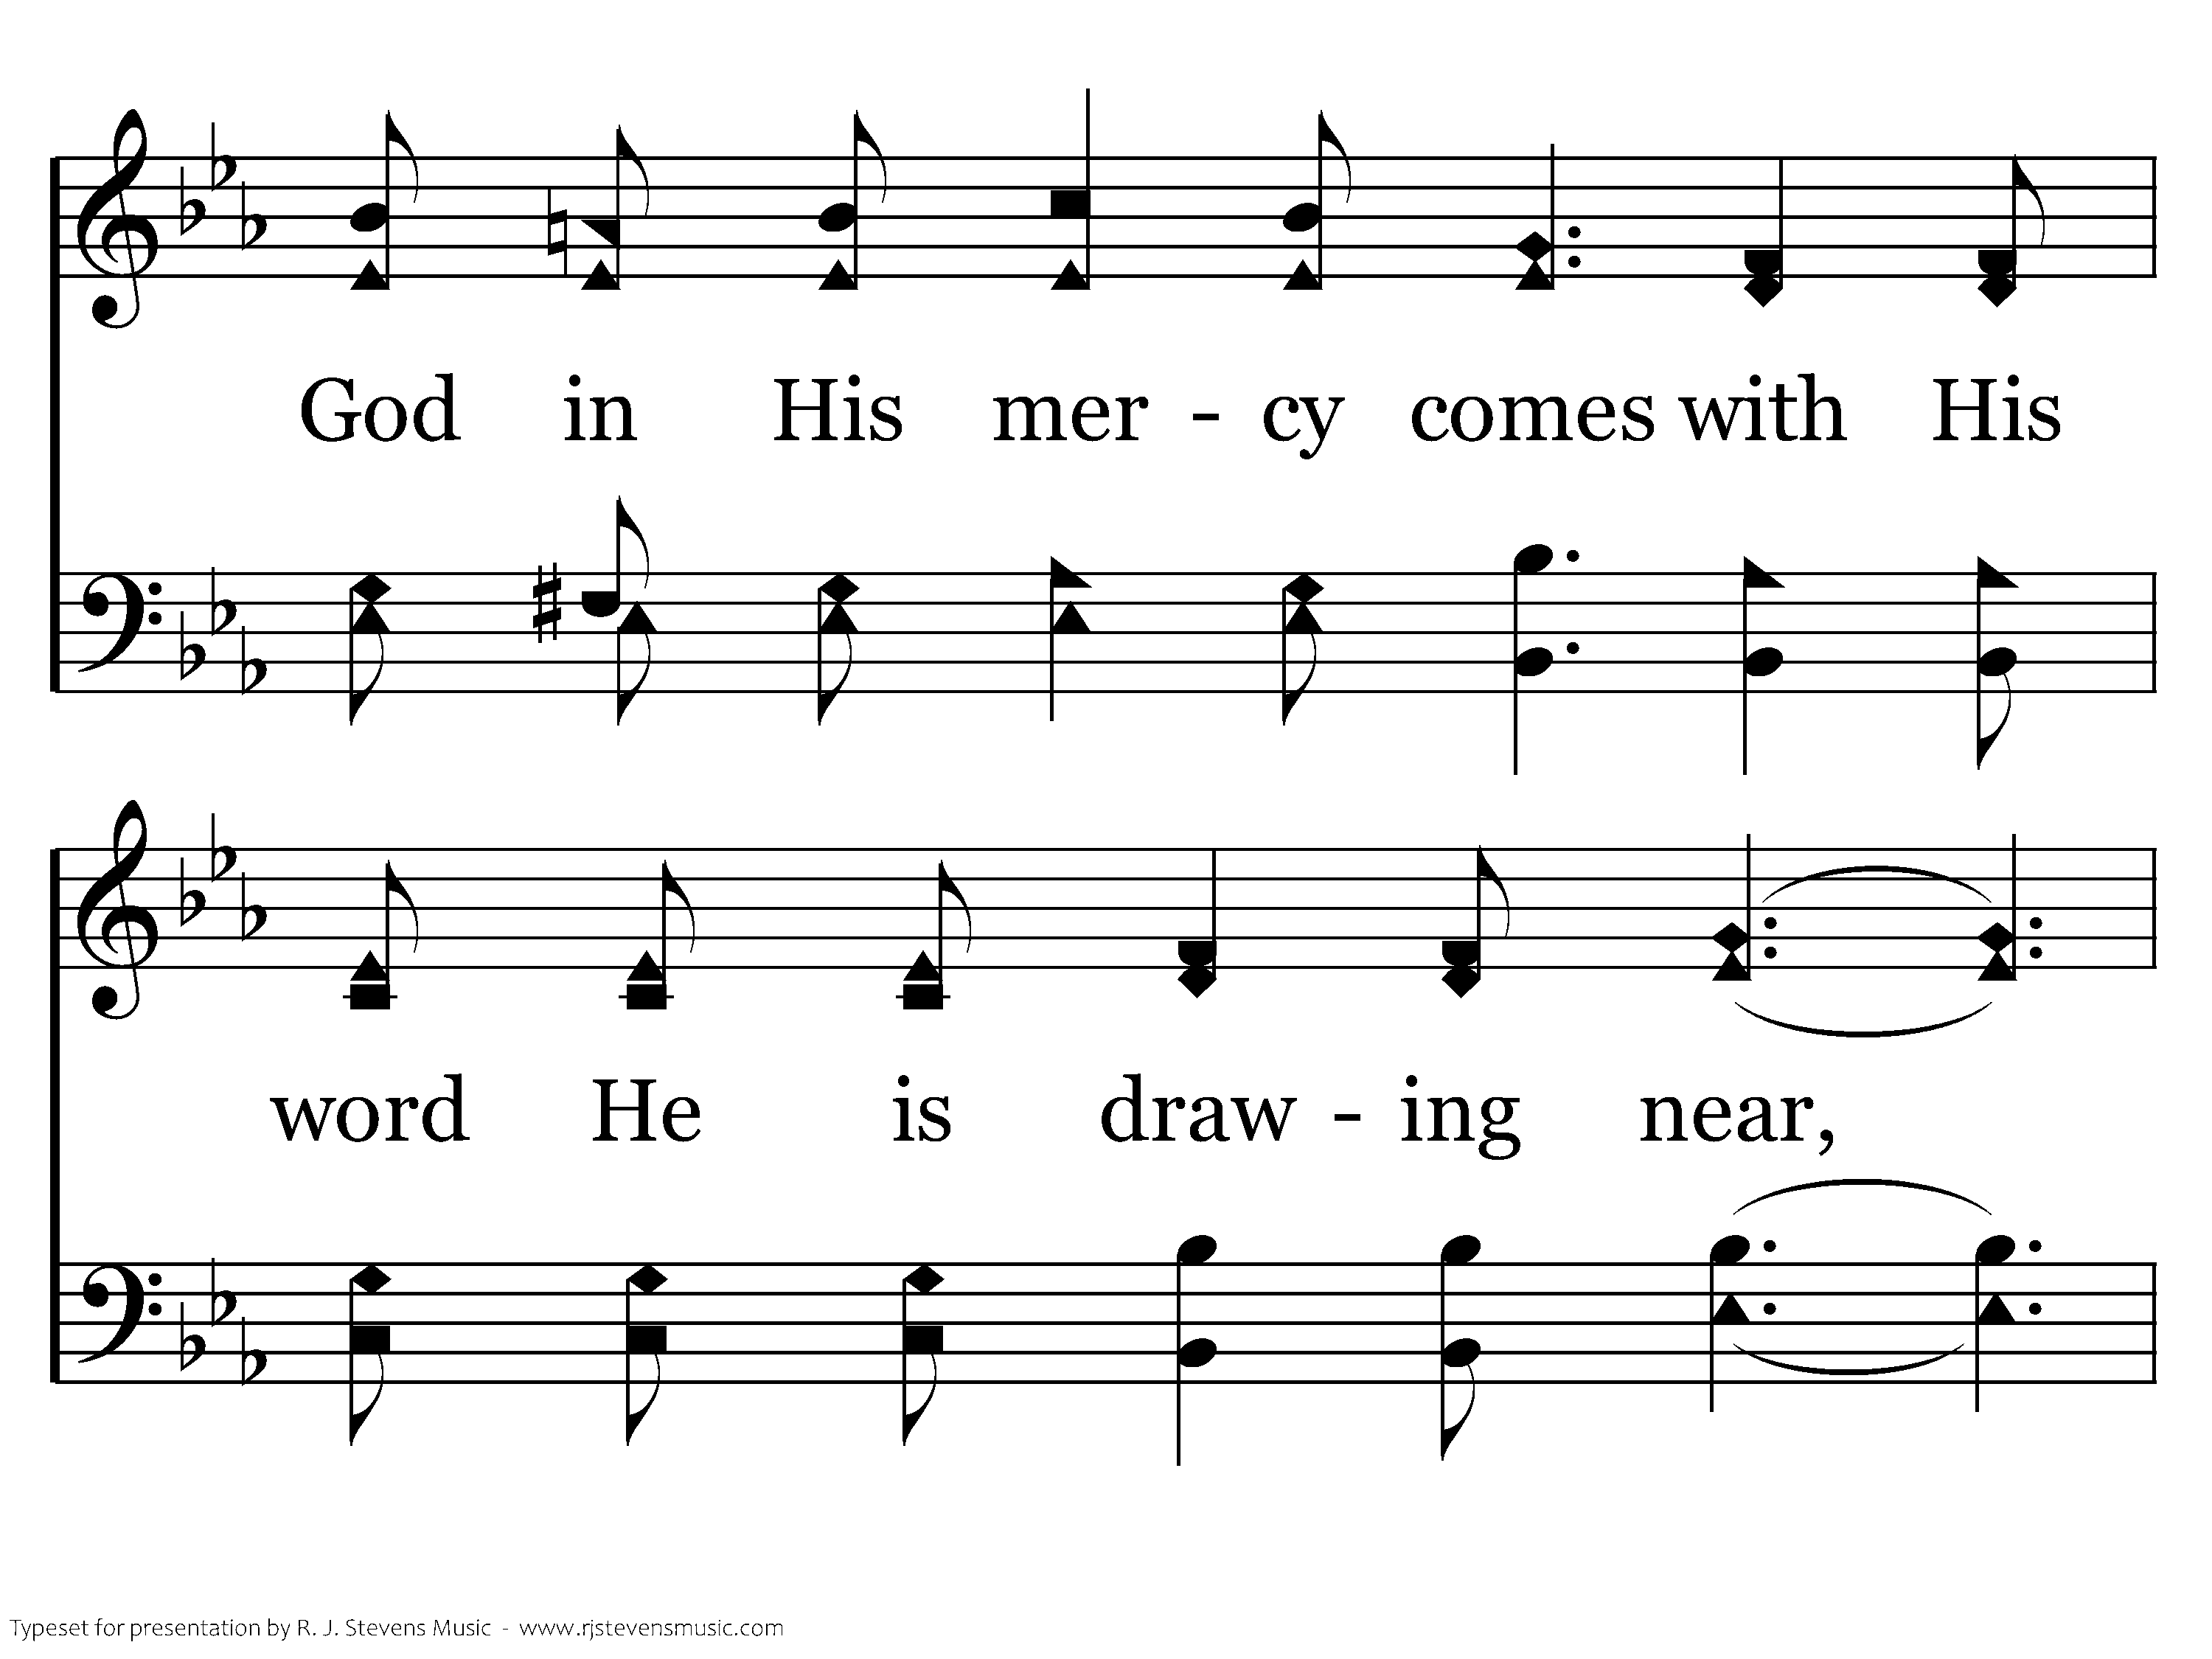 God in His mer - cy comes with His
word He is draw - ing near,
Typeset for presentation by R. J. Stevens Music - www.rjstevensmusic.com